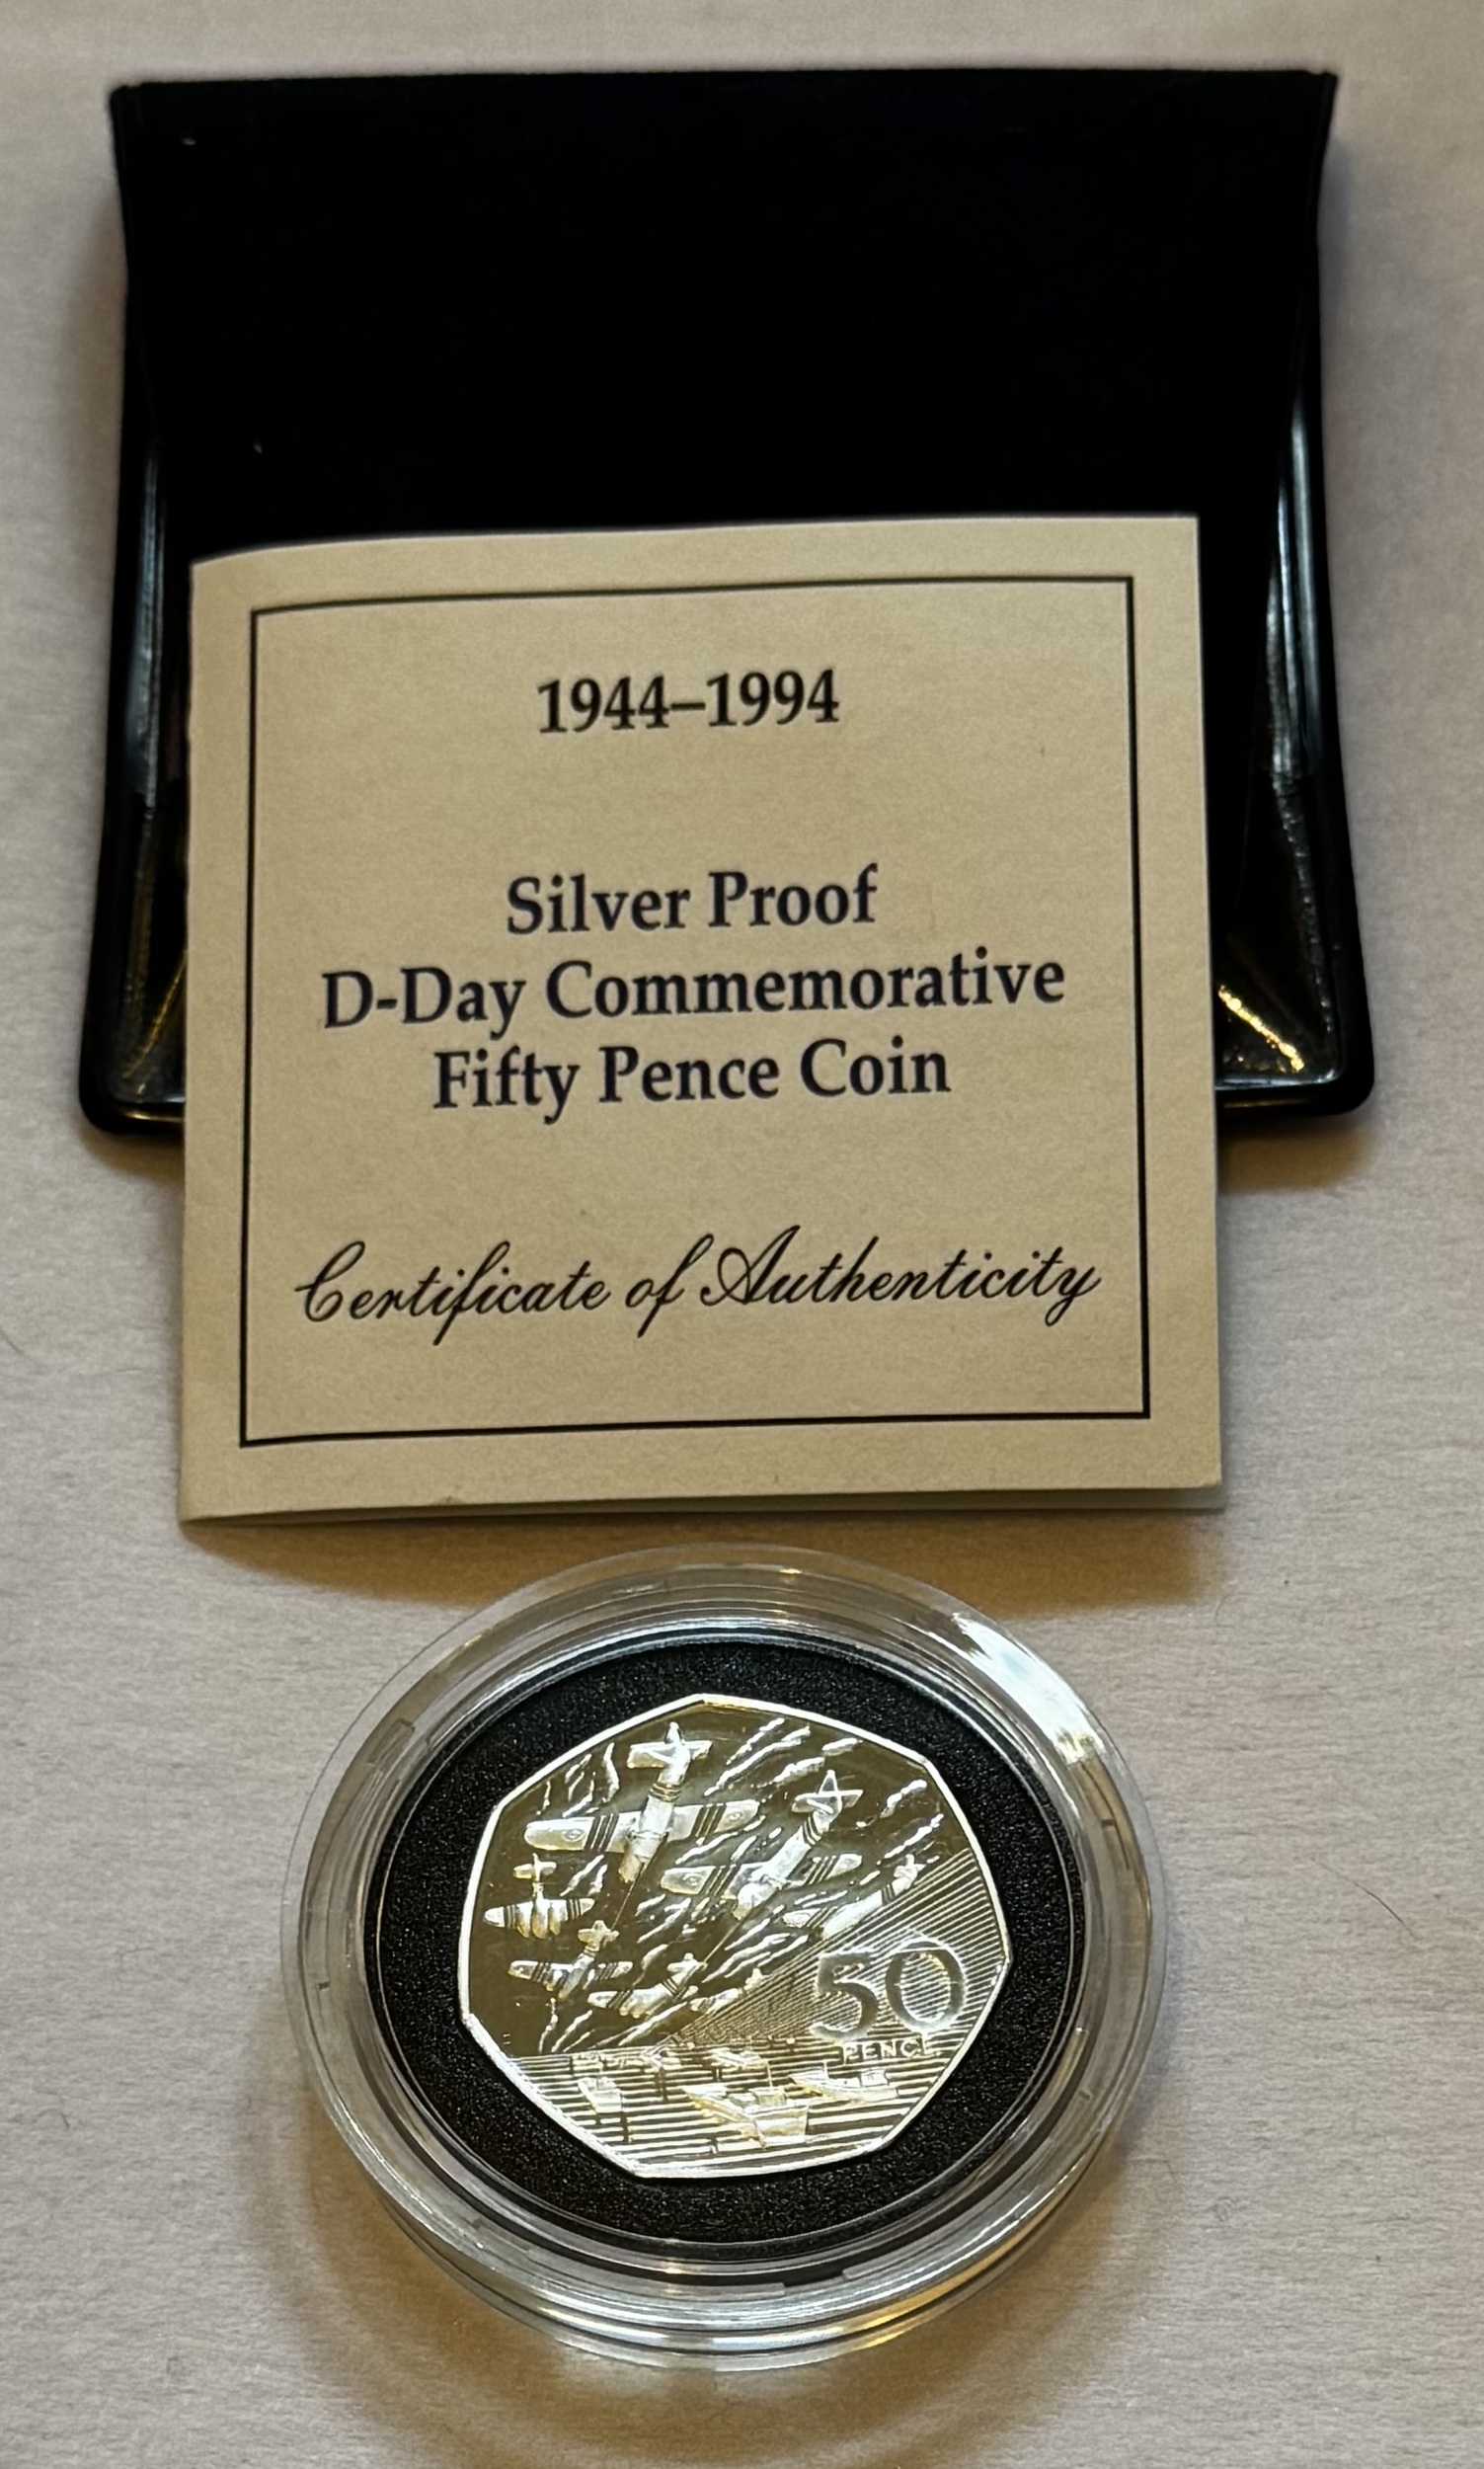 1944–1994
Silver Proof
D-Day Commemorative
Fifty Pence Coin
Certificate of Authenticity
50
PENCE